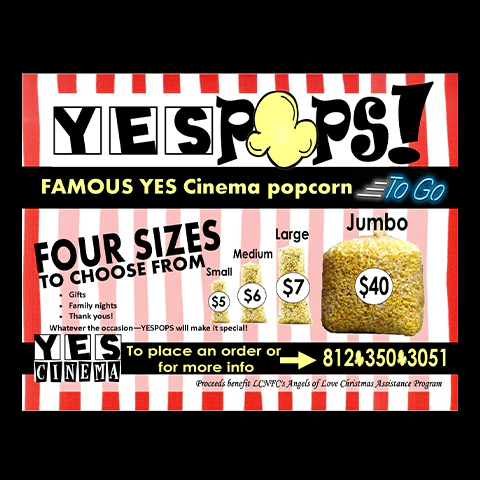 YESPOPS!
FAMOUS YES Cinema popcorn To Go
FOUR SIZES
TO CHOOSE FROM
• Gifts
• Family nights
• Thank yous!
Whatever the occasion—YESPOPS will make it special!
Small
$5
Medium
$6
Large
$7
Jumbo
$40
YES
CINEMA
To place an order or
for more info
812 350 3051
Proceeds benefit LCNFC's Angels of Love Christmas Assistance Program